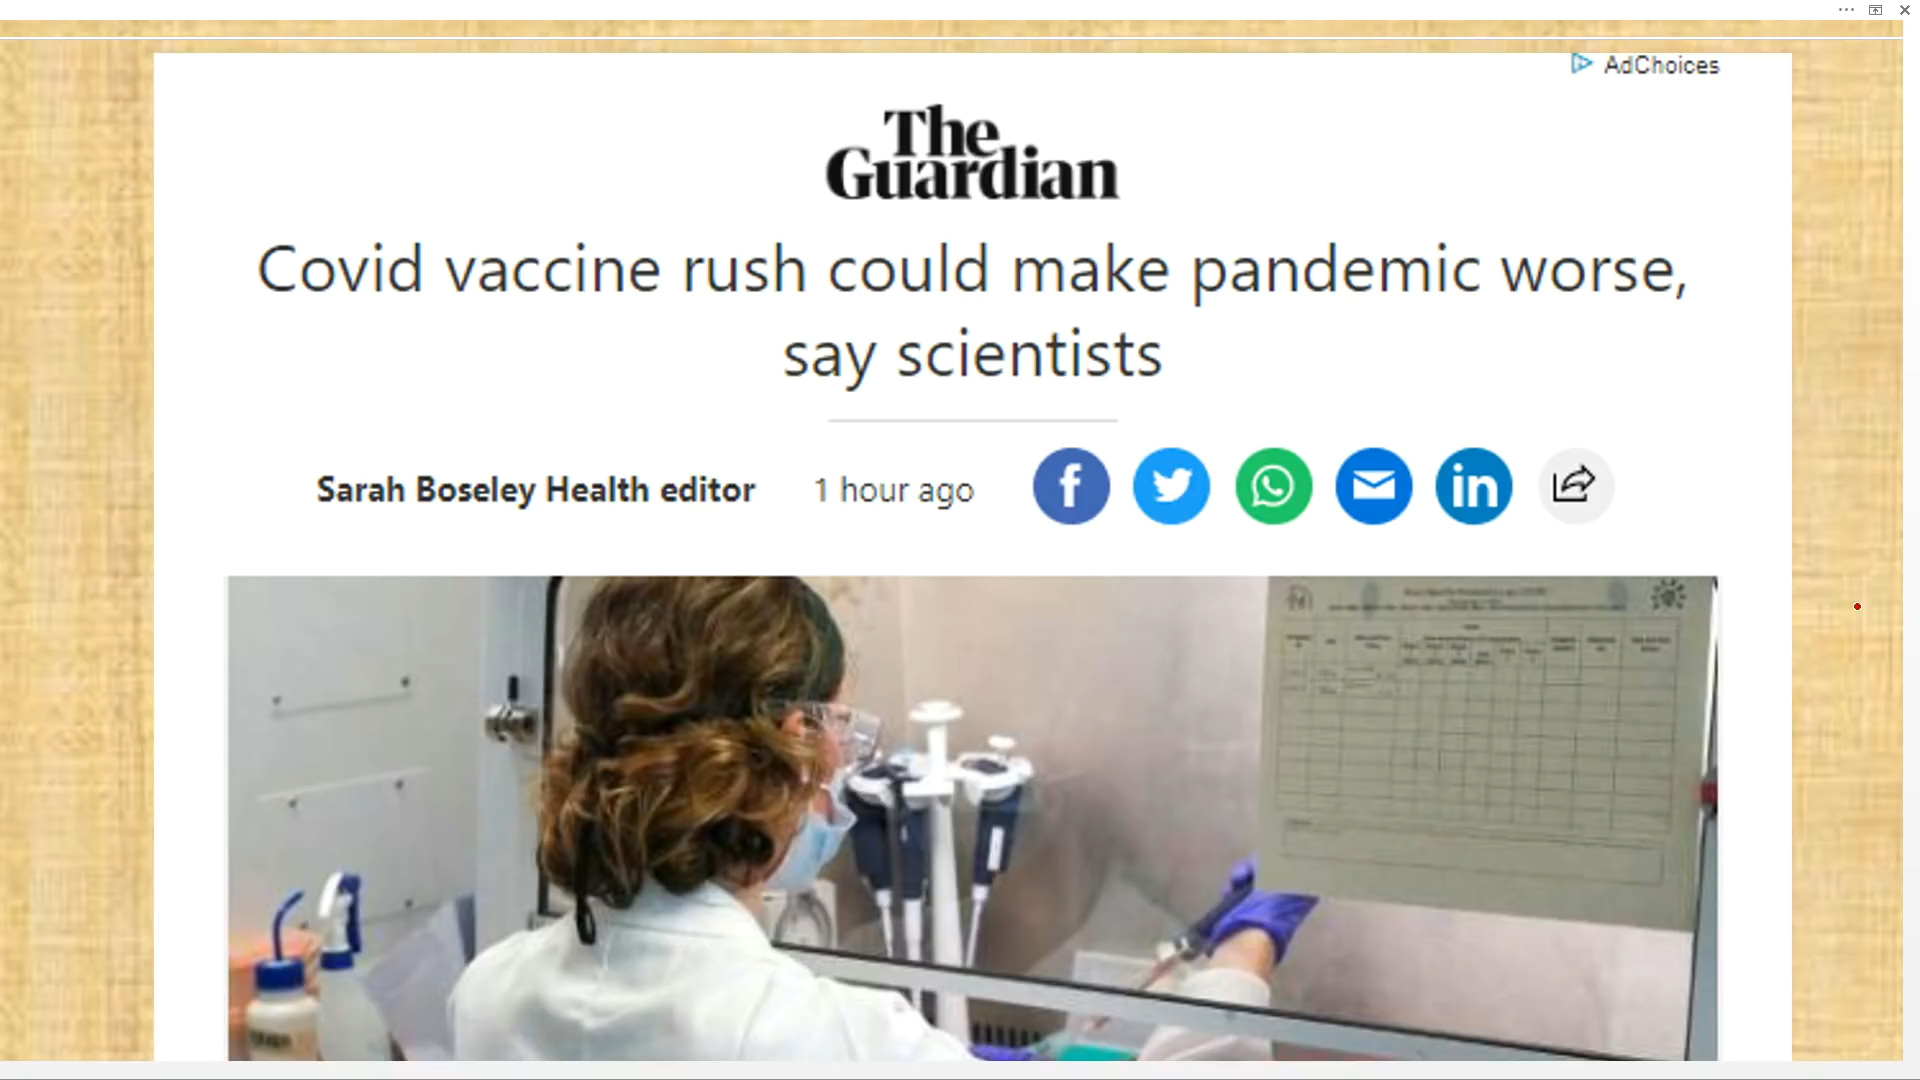 AdChoices
The
Guardian
Covid vaccine rush could make pandemic worse,
say scientists
Sarah Boseley Health editor 1 hour ago